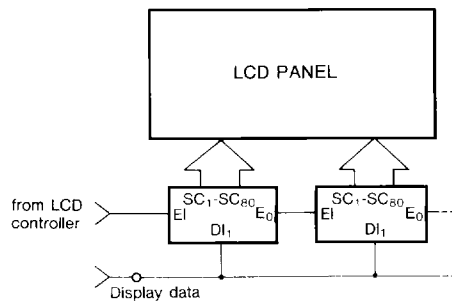 LCD PANEL
from LCD
controller
SC₁-SC₈₀
EI
E₀
DI₁
SC₁-SC₈₀
EI
E₀
DI₁
Display data